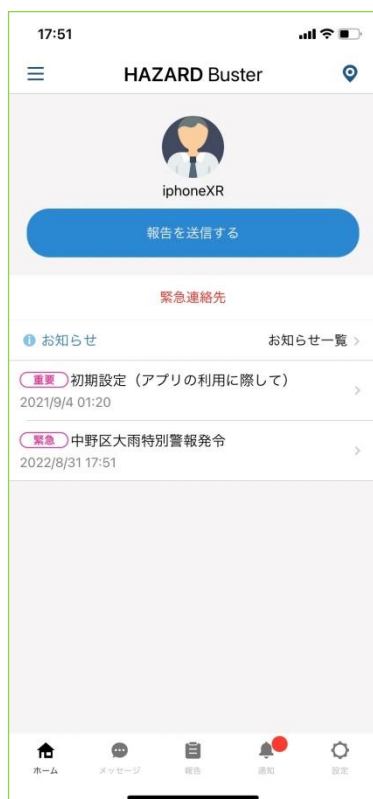 17:51
HAZARD Buster
iphoneXR
報告を送信する
緊急連絡先
お知らせ お知らせ一覧
重要 初期設定（アプリの利用に際して）
2021/9/4 01:20
緊急 中野区大雨特別警報発令
2022/8/31 17:51
ホーム メッセージ 報告 通知 設定